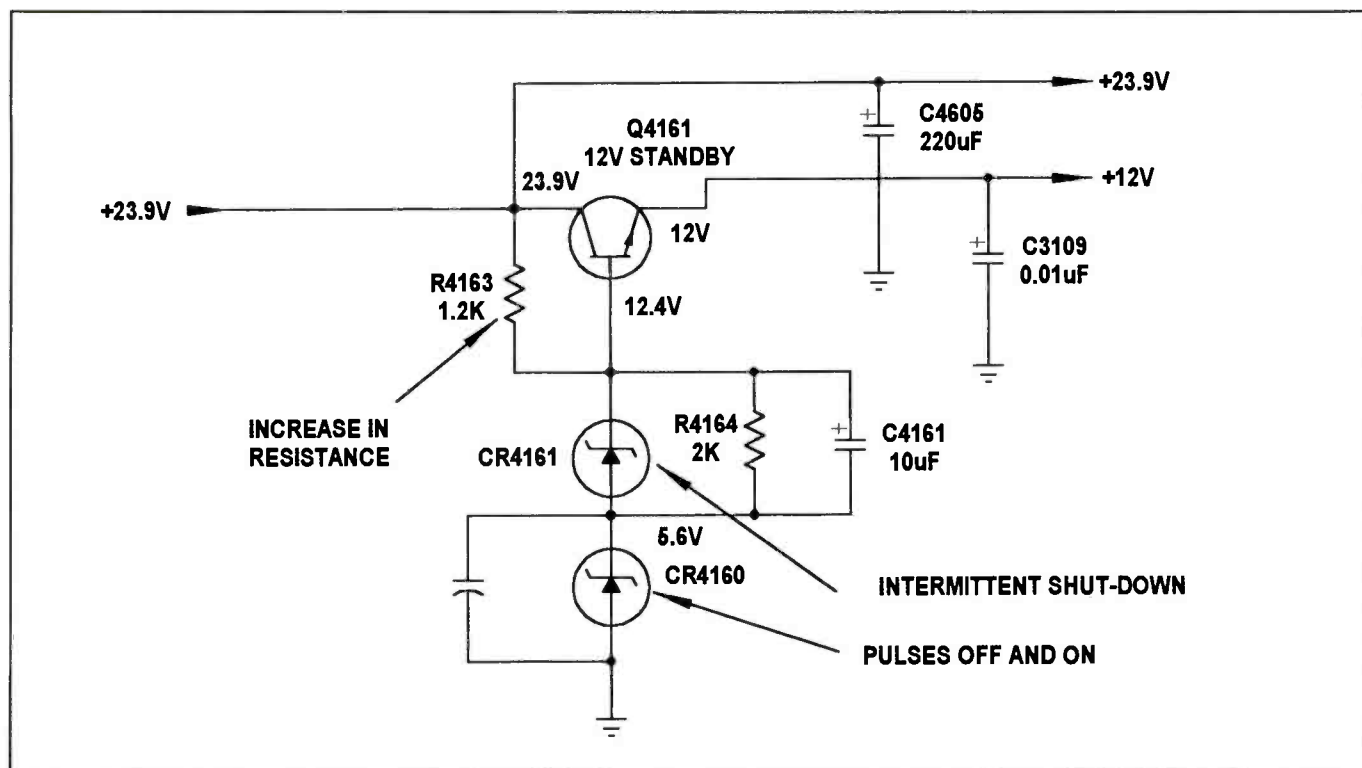 +23.9V
C4605
220uF
Q4161
12V STANDBY
+12V
23.9V
+23.9V
12V
C3109
0.01uF
R4163
1.2K
12.4V
INCREASE IN
RESISTANCE
CR4161
R4164
2K
C4161
10uF
5.6V
CR4160
INTERMITTENT SHUT-DOWN
PULSES OFF AND ON